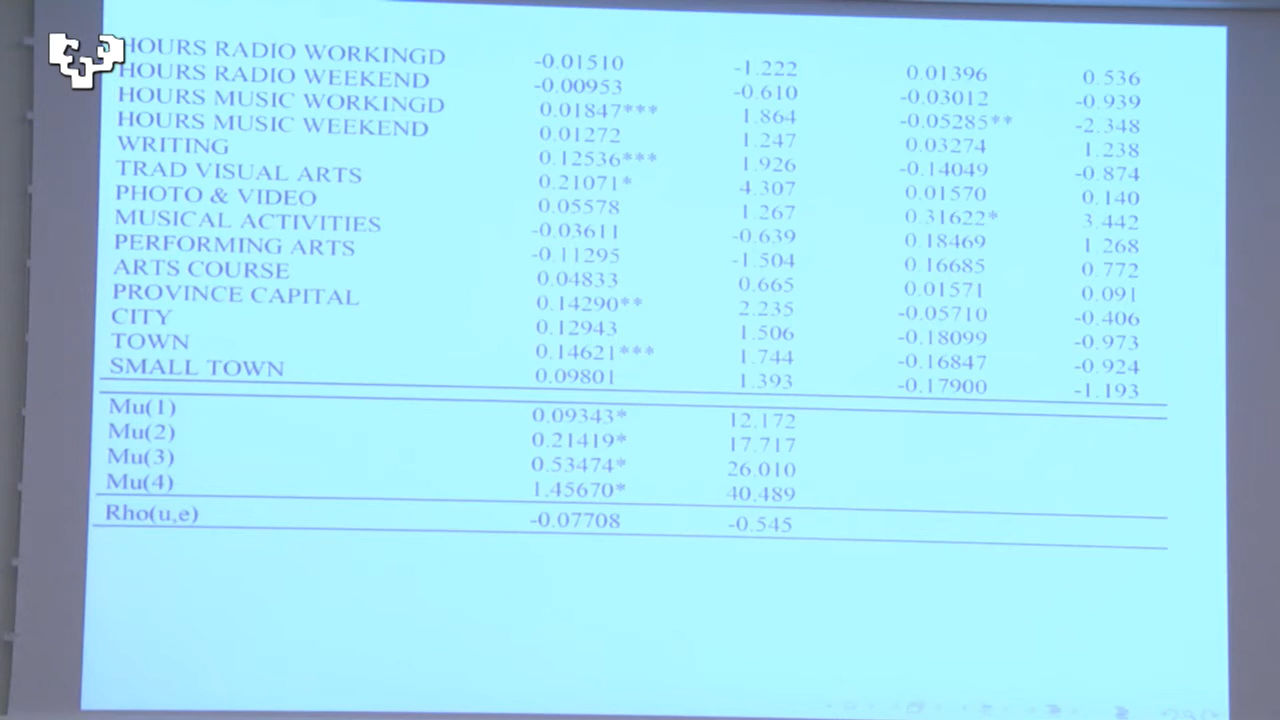 HOURS RADIO WORKINGD -0.01510 -1.222 0.01396 0.536
HOURS RADIO WEEKEND -0.00953 -0.610 -0.03012 -0.939
HOURS MUSIC WORKINGD 0.01847*** 1.864 -0.05285** -2.348
HOURS MUSIC WEEKEND 0.01272 1.247 0.03274 1.238
WRITING 0.12536*** 1.926 -0.14049 -0.874
TRAD VISUAL ARTS 0.21071* 4.307 0.01570 0.140
PHOTO & VIDEO 0.05578 1.267 0.31622* 3.442
MUSICAL ACTIVITIES -0.03611 -0.639 0.18469 1.268
PERFORMING ARTS -0.11295 -1.504 0.16685 0.772
ARTS COURSE 0.04833 0.665 0.01571 0.091
PROVINCE CAPITAL 0.14290** 2.235 -0.05710 -0.406
CITY 0.12943 1.506 -0.18099 -0.973
TOWN 0.14621*** 1.744 -0.16847 -0.924
SMALL TOWN 0.09801 1.393 -0.17900 -1.193
Mu(1) 0.09343* 12.172
Mu(2) 0.21419* 17.717
Mu(3) 0.53474* 26.010
Mu(4) 1.45670* 40.489
Rho(u,e) -0.07708 -0.545